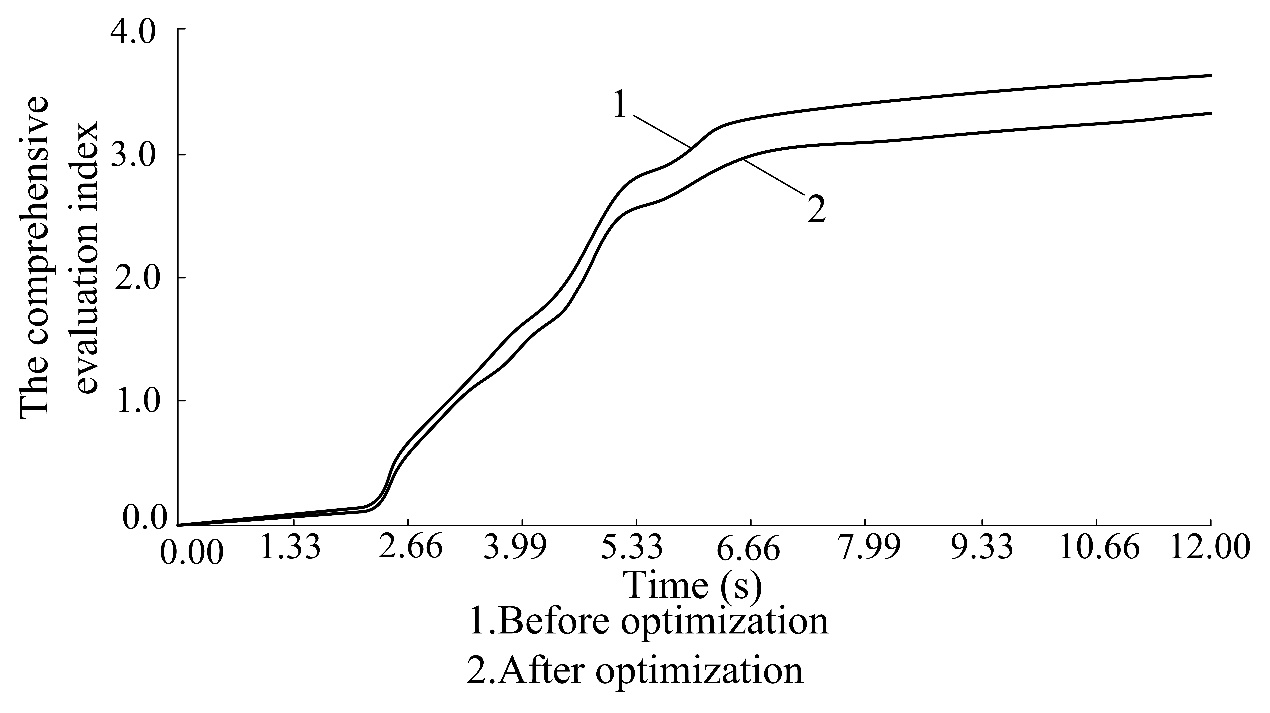 4.0
3.0
2.0
1.0
0.0
The comprehensive
evaluation index
1
2
0.00 1.33 2.66 3.99 5.33 6.66 7.99 9.33 10.66 12.00
Time (s)
1.Before optimization
2.After optimization